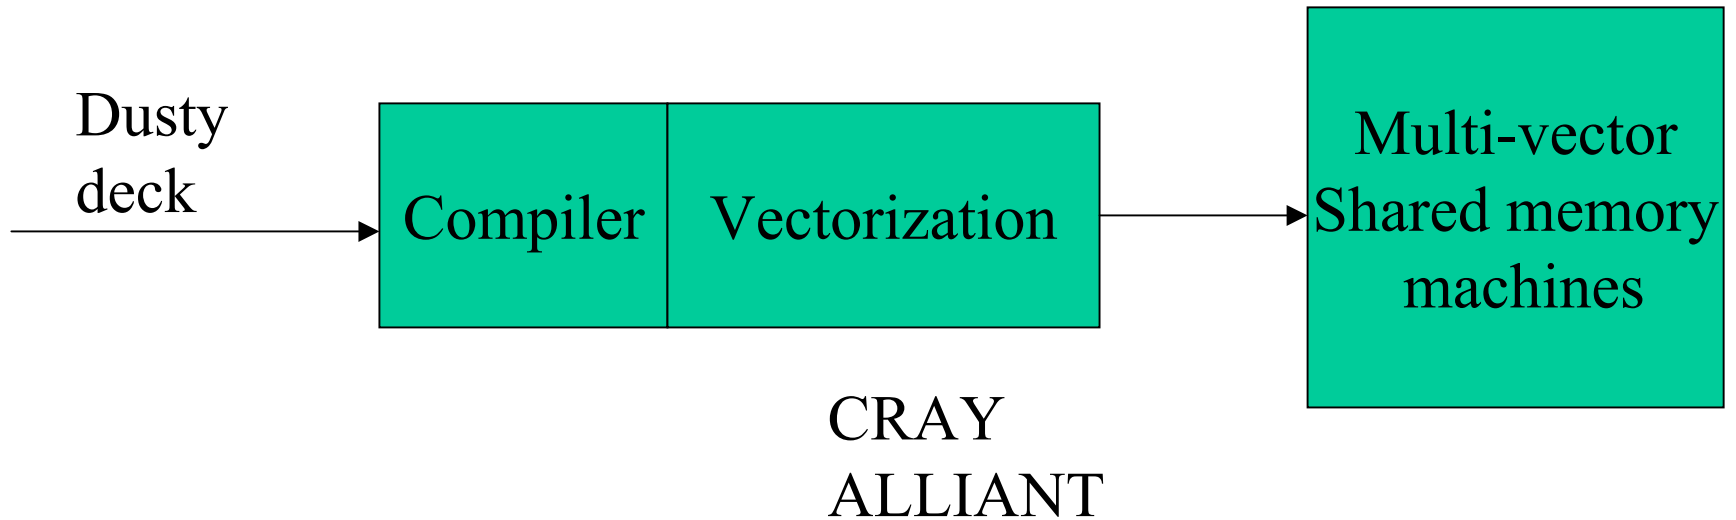 Dusty
deck
Compiler
Vectorization
Multi-vector
Shared memory
machines
CRAY
ALLIANT